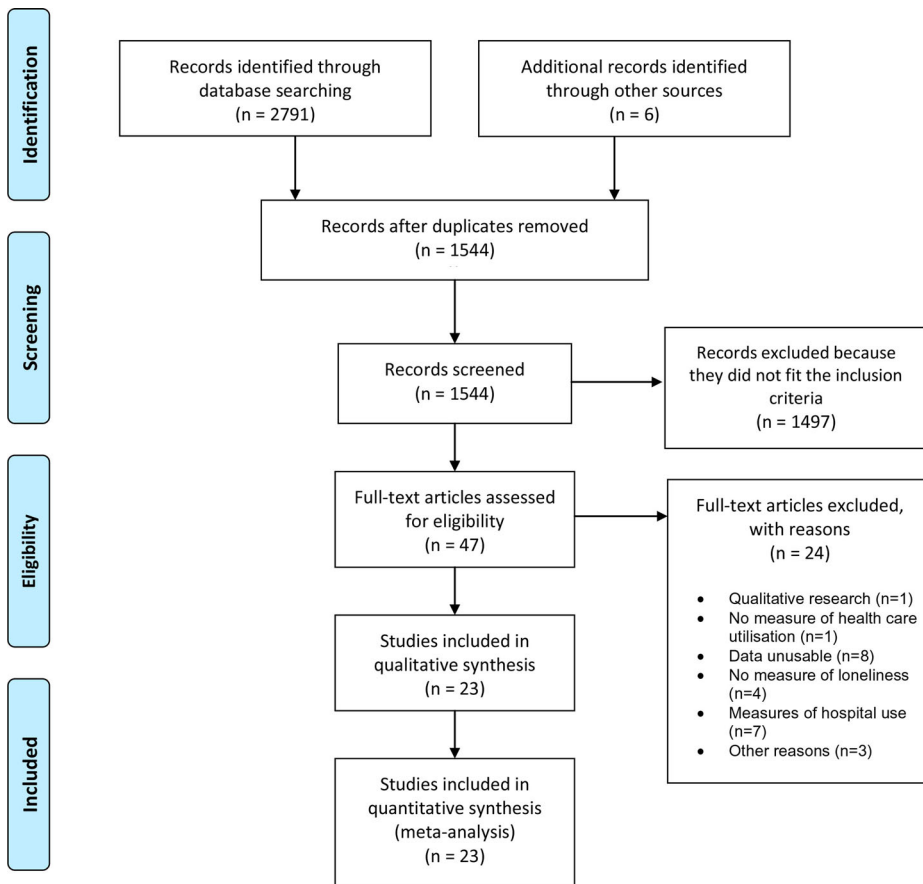 Identification
Records identified through
database searching
(n = 2791)
Additional records identified
through other sources
(n = 6)
Records after duplicates removed
(n = 1544)
Screening
Records screened
(n = 1544)
Records excluded because
they did not fit the inclusion
criteria
(n = 1497)
Eligibility
Full-text articles assessed
for eligibility
(n = 47)
Full-text articles excluded,
with reasons
(n = 24)
• Qualitative research (n=1)
• No measure of health care
utilisation (n=1)
• Data unusable (n=8)
• No measure of loneliness
(n=4)
• Measures of hospital use
(n=7)
• Other reasons (n=3)
Studies included in
qualitative synthesis
(n = 23)
Included
Studies included in
quantitative synthesis
(meta-analysis)
(n = 23)